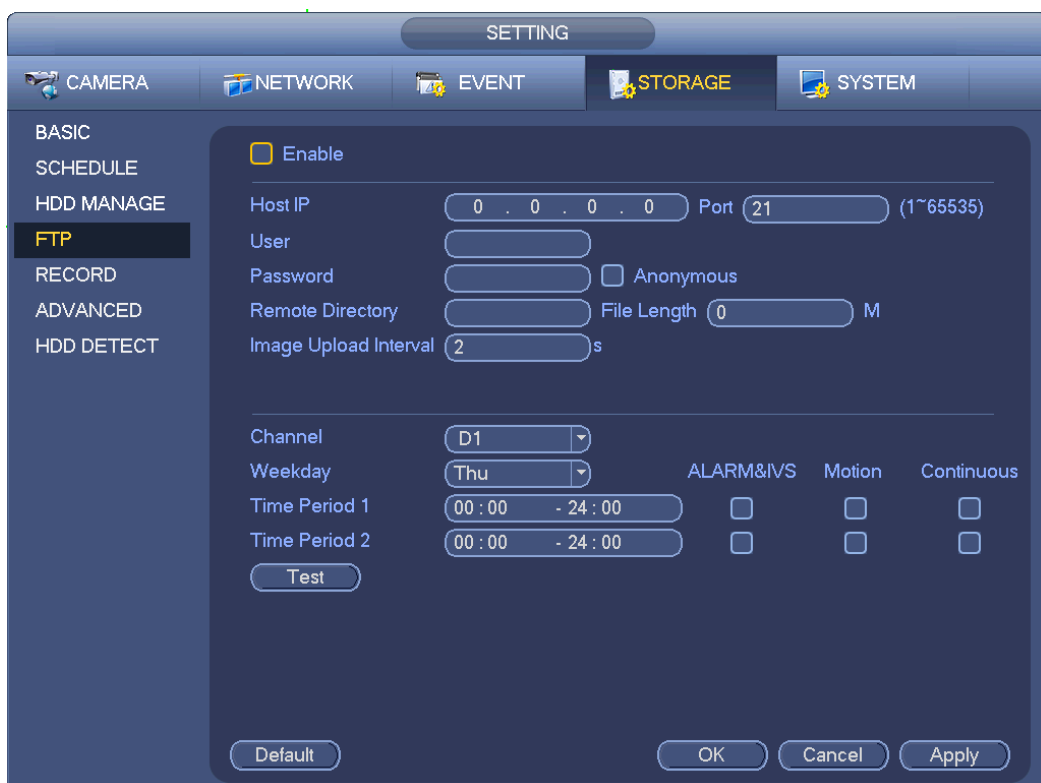 SETTING
CAMERA NETWORK EVENT STORAGE SYSTEM
BASIC
SCHEDULE
HDD MANAGE
FTP
RECORD
ADVANCED
HDD DETECT
Enable
Host IP 0 . 0 . 0 . 0 Port 21 (1~65535)
User
Password Anonymous
Remote Directory File Length 0 M
Image Upload Interval 2 s
Channel D1
Weekday Thu ALARM&IVS Motion Continuous
Time Period 1 00 : 00 - 24 : 00
Time Period 2 00 : 00 - 24 : 00
Test
Default OK Cancel Apply